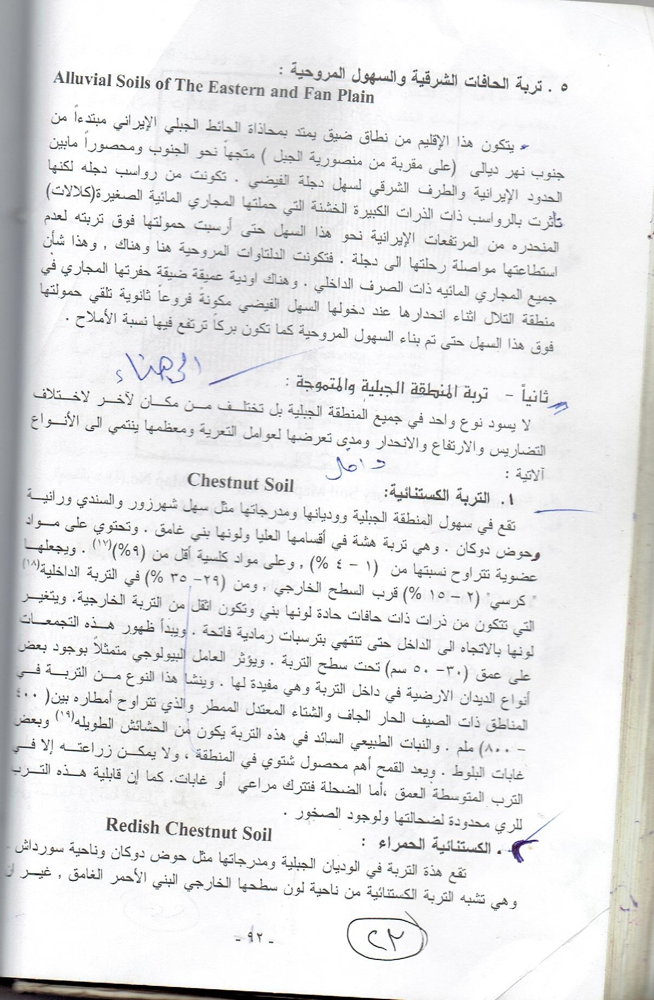 ٥ . تربة الحافات الشرقية والسهول المروحية :
Alluvial Soils of The Eastern and Fan Plain
يتكون هذا الإقليم من نطاق ضيق يمتد بمحاذاة الحائط الجبلي الإيراني مبتدءاً من
جنوب نهر ديالى (على مقربة من منصورية الجبل ) متجهاً نحو الجنوب ومحصوراً مابين
الحدود الإيرانية والطرف الشرقي لسهل دجلة الفيضي . تكونت من رواسب دجله لكنها
تأثرت بالرواسب ذات الذرات الكبيرة الخشنة التي حملتها المجاري المائية الصغيرة(كلالات)
المنحدره من المرتفعات الإيرانية نحو هذا السهل حتى أرسبت حمولتها فوق تربته لعدم
استطاعتها مواصلة رحلتها الى دجلة . فتكونت الدلتاوات المروحية هنا وهناك , وهذا شأن
جميع المجاري المائيه ذات الصرف الداخلي . وهناك اودية عميقة ضيقة حفرتها المجاري في
منطقة التلال اثناء انحدارها عند دخولها السهل الفيضي مكونةً فروعاً ثانوية تلقي حمولتها
فوق هذا السهل حتى تم بناء السهول المروحية كما تكون بركاً ترتفع فيها نسبة الأملاح .
الى هناء
ثانياً - تربة المنطقة الجبلية والمتموجة :
لا يسود نوع واحد في جميع المنطقة الجبلية بل تختلف من مكان لآخر لاختلاف
التضاريس والارتفاع والانحدار ومدى تعرضها لعوامل التعرية ومعظمها ينتمي الى الأنواع
آلاتية :
داخل
١. التربة الكستنائية: Chestnut Soil
تقع في سهول المنطقة الجبلية ووديانها ومدرجاتها مثل سهل شهرزور والسندي ورانية
وحوض دوكان . وهي تربة هشة في أقسامها العليا ولونها بني غامق . وتحتوي على مواد
عضوية تتراوح نسبتها من (١ – ٤ %) , وعلى مواد كلسية أقل من (٩%)(١٧) . ويجعلها
" كرسي" (٢ – ١٥ %) قرب السطح الخارجي , ومن (٢٩– ٣٥ %) في التربة الداخلية(١٨)
التي تتكون من ذرات ذات حافات حادة لونها بني وتكون اثقل من التربة الخارجية. ويتغير
لونها بالاتجاه الى الداخل حتى تنتهي بترسبات رمادية فاتحة . ويبدأ ظهور هذه التجمعات
على عمق (٣٠– ٥٠ سم) تحت سطح التربة . ويؤثر العامل البيولوجي متمثلاً بوجود بعض
أنواع الديدان الارضية في داخل التربة وهي مفيدة لها . وينشا هذا النوع من التربة في
المناطق ذات الصيف الحار الجاف والشتاء المعتدل الممطر والذي تتراوح أمطاره بين( ٤٠٠
– ٨٠٠) ملم . والنبات الطبيعي السائد في هذه التربة يكون من الحشائش الطويله(١٩) وبعض
غابات البلوط . ويعد القمح أهم محصول شتوي في المنطقة ، ولا يمكن زراعته إلا في
الترب المتوسطة العمق ،أما الضحلة فتترك مراعي أو غابات. كما إن قابلية هذه الترب
للري محدودة لضحالتها ولوجود الصخور .
٢ . الكستنائية الحمراء : Redish Chestnut Soil
تقع هذة التربة في الوديان الجبلية ومدرجاتها مثل حوض دوكان وناحية سورداش .
وهي تشبه التربة الكستنائية من ناحية لون سطحها الخارجي البني الأحمر الغامق , غير ان
٢٣
- ٩٢ -